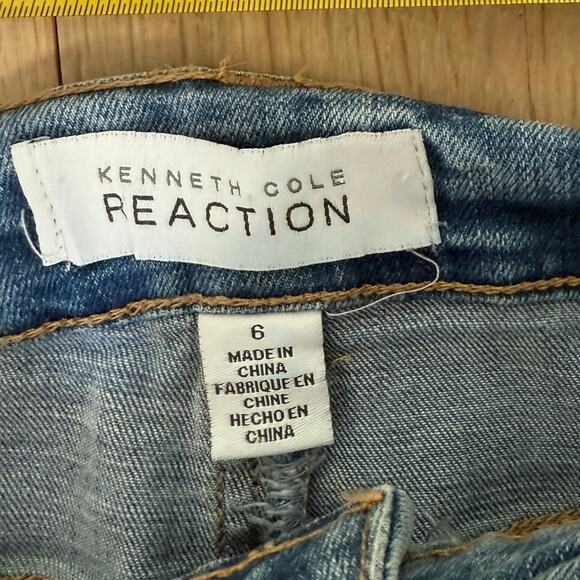 KENNETH COLE
REACTION
6
MADE IN
CHINA
FABRIQUE EN
CHINE
HECHO EN
CHINA